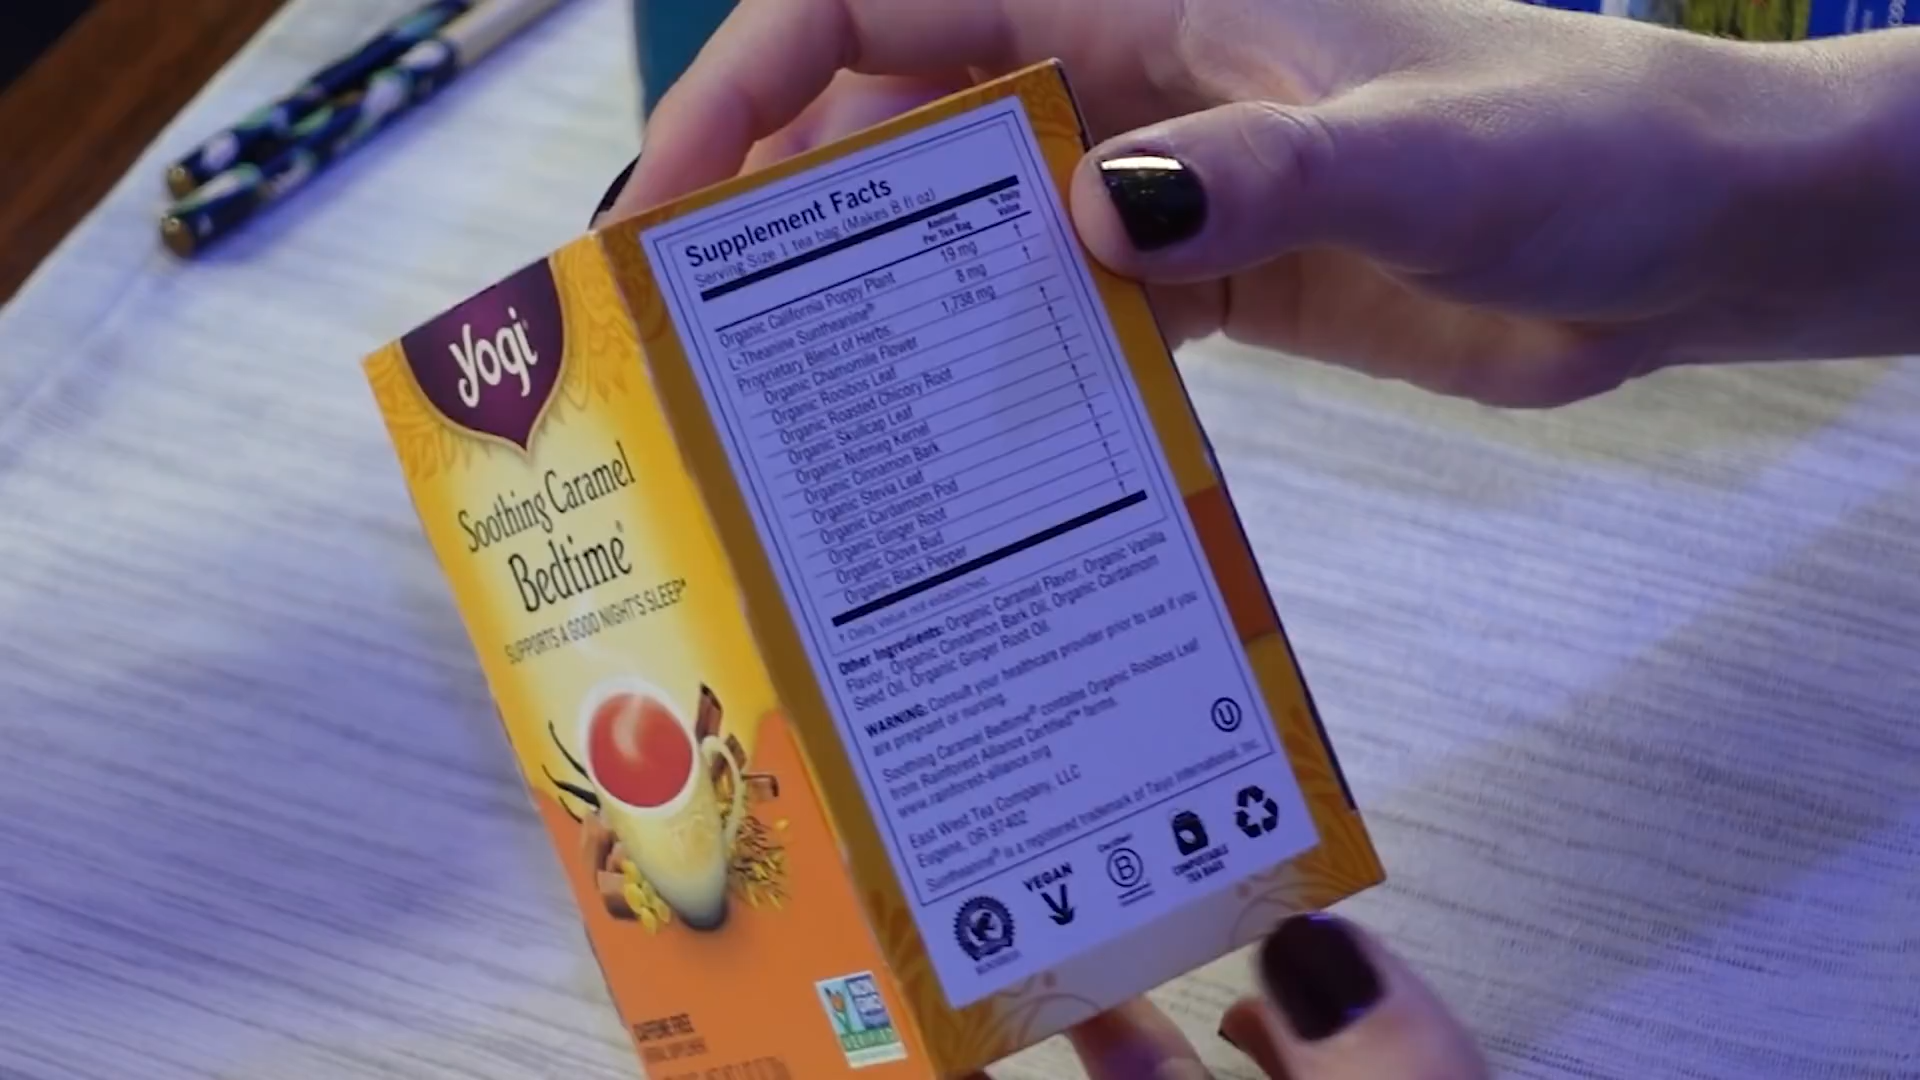 Yogi
Soothing Caramel
Bedtime®
SUPPORTS A GOOD NIGHT'S SLEEP*
CAFFEINE FREE
VERIFIED
Supplement Facts
Serving Size 1 tea bag (Makes 8 fl oz)
Amount Per Tea Bag
% Daily Value
Organic California Poppy Plant 19 mg †
L-Theanine Suntheanine® 8 mg †
Proprietary Blend of Herbs: 1,738 mg
Organic Chamomile Flower †
Organic Rooibos Leaf †
Organic Roasted Chicory Root †
Organic Skullcap Leaf †
Organic Nutmeg Kernel †
Organic Cinnamon Bark †
Organic Stevia Leaf †
Organic Cardamom Pod †
Organic Ginger Root †
Organic Clove Bud †
Organic Black Pepper †
† Daily Value not established.
Other Ingredients: Organic Caramel Flavor, Organic Vanilla
Flavor, Organic Cinnamon Bark Oil, Organic Cardamom
Seed Oil, Organic Ginger Root Oil.
WARNING: Consult your healthcare provider prior to use if you
are pregnant or nursing.
Soothing Caramel Bedtime® contains Organic Rooibos Leaf
from Rainforest Alliance Certified™ farms.
www.rainforest-alliance.org
U
East West Tea Company, LLC
Eugene, OR 97402
Suntheanine® is a registered trademark of Taiyo International, Inc.
VEGAN
V
Certified
B
COMPOSTABLE
TEA BAGS